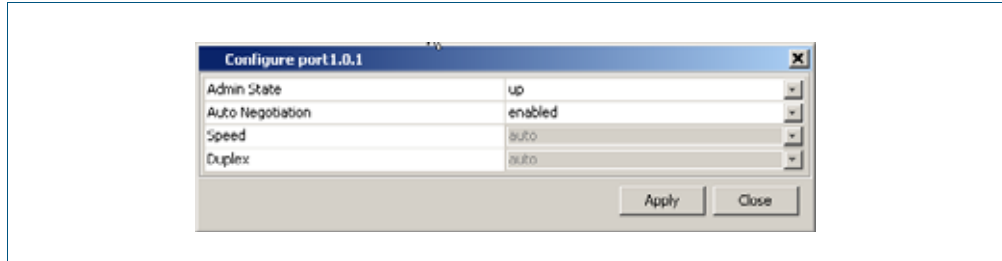 Configure port1.0.1
Admin State up
Auto Negotiation enabled
Speed auto
Duplex auto
Apply Close